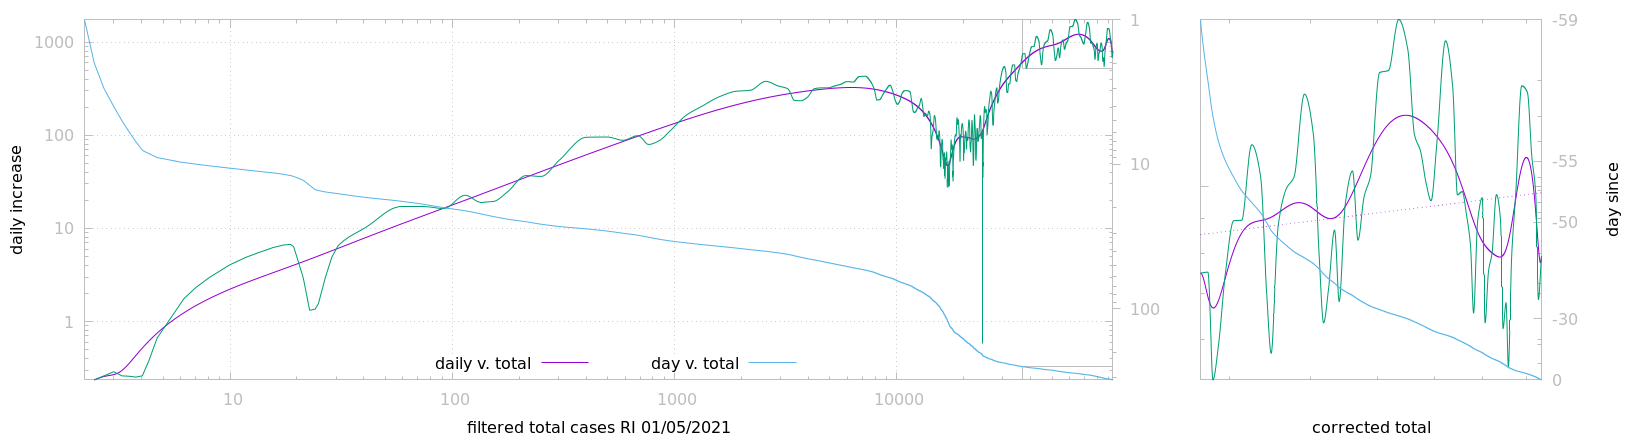 daily increase
1000
100
10
1
daily v. total
day v. total
10
100
1000
10000
filtered total cases RI 01/05/2021
1
10
100
-59
-55
-50
-30
0
day since
corrected total